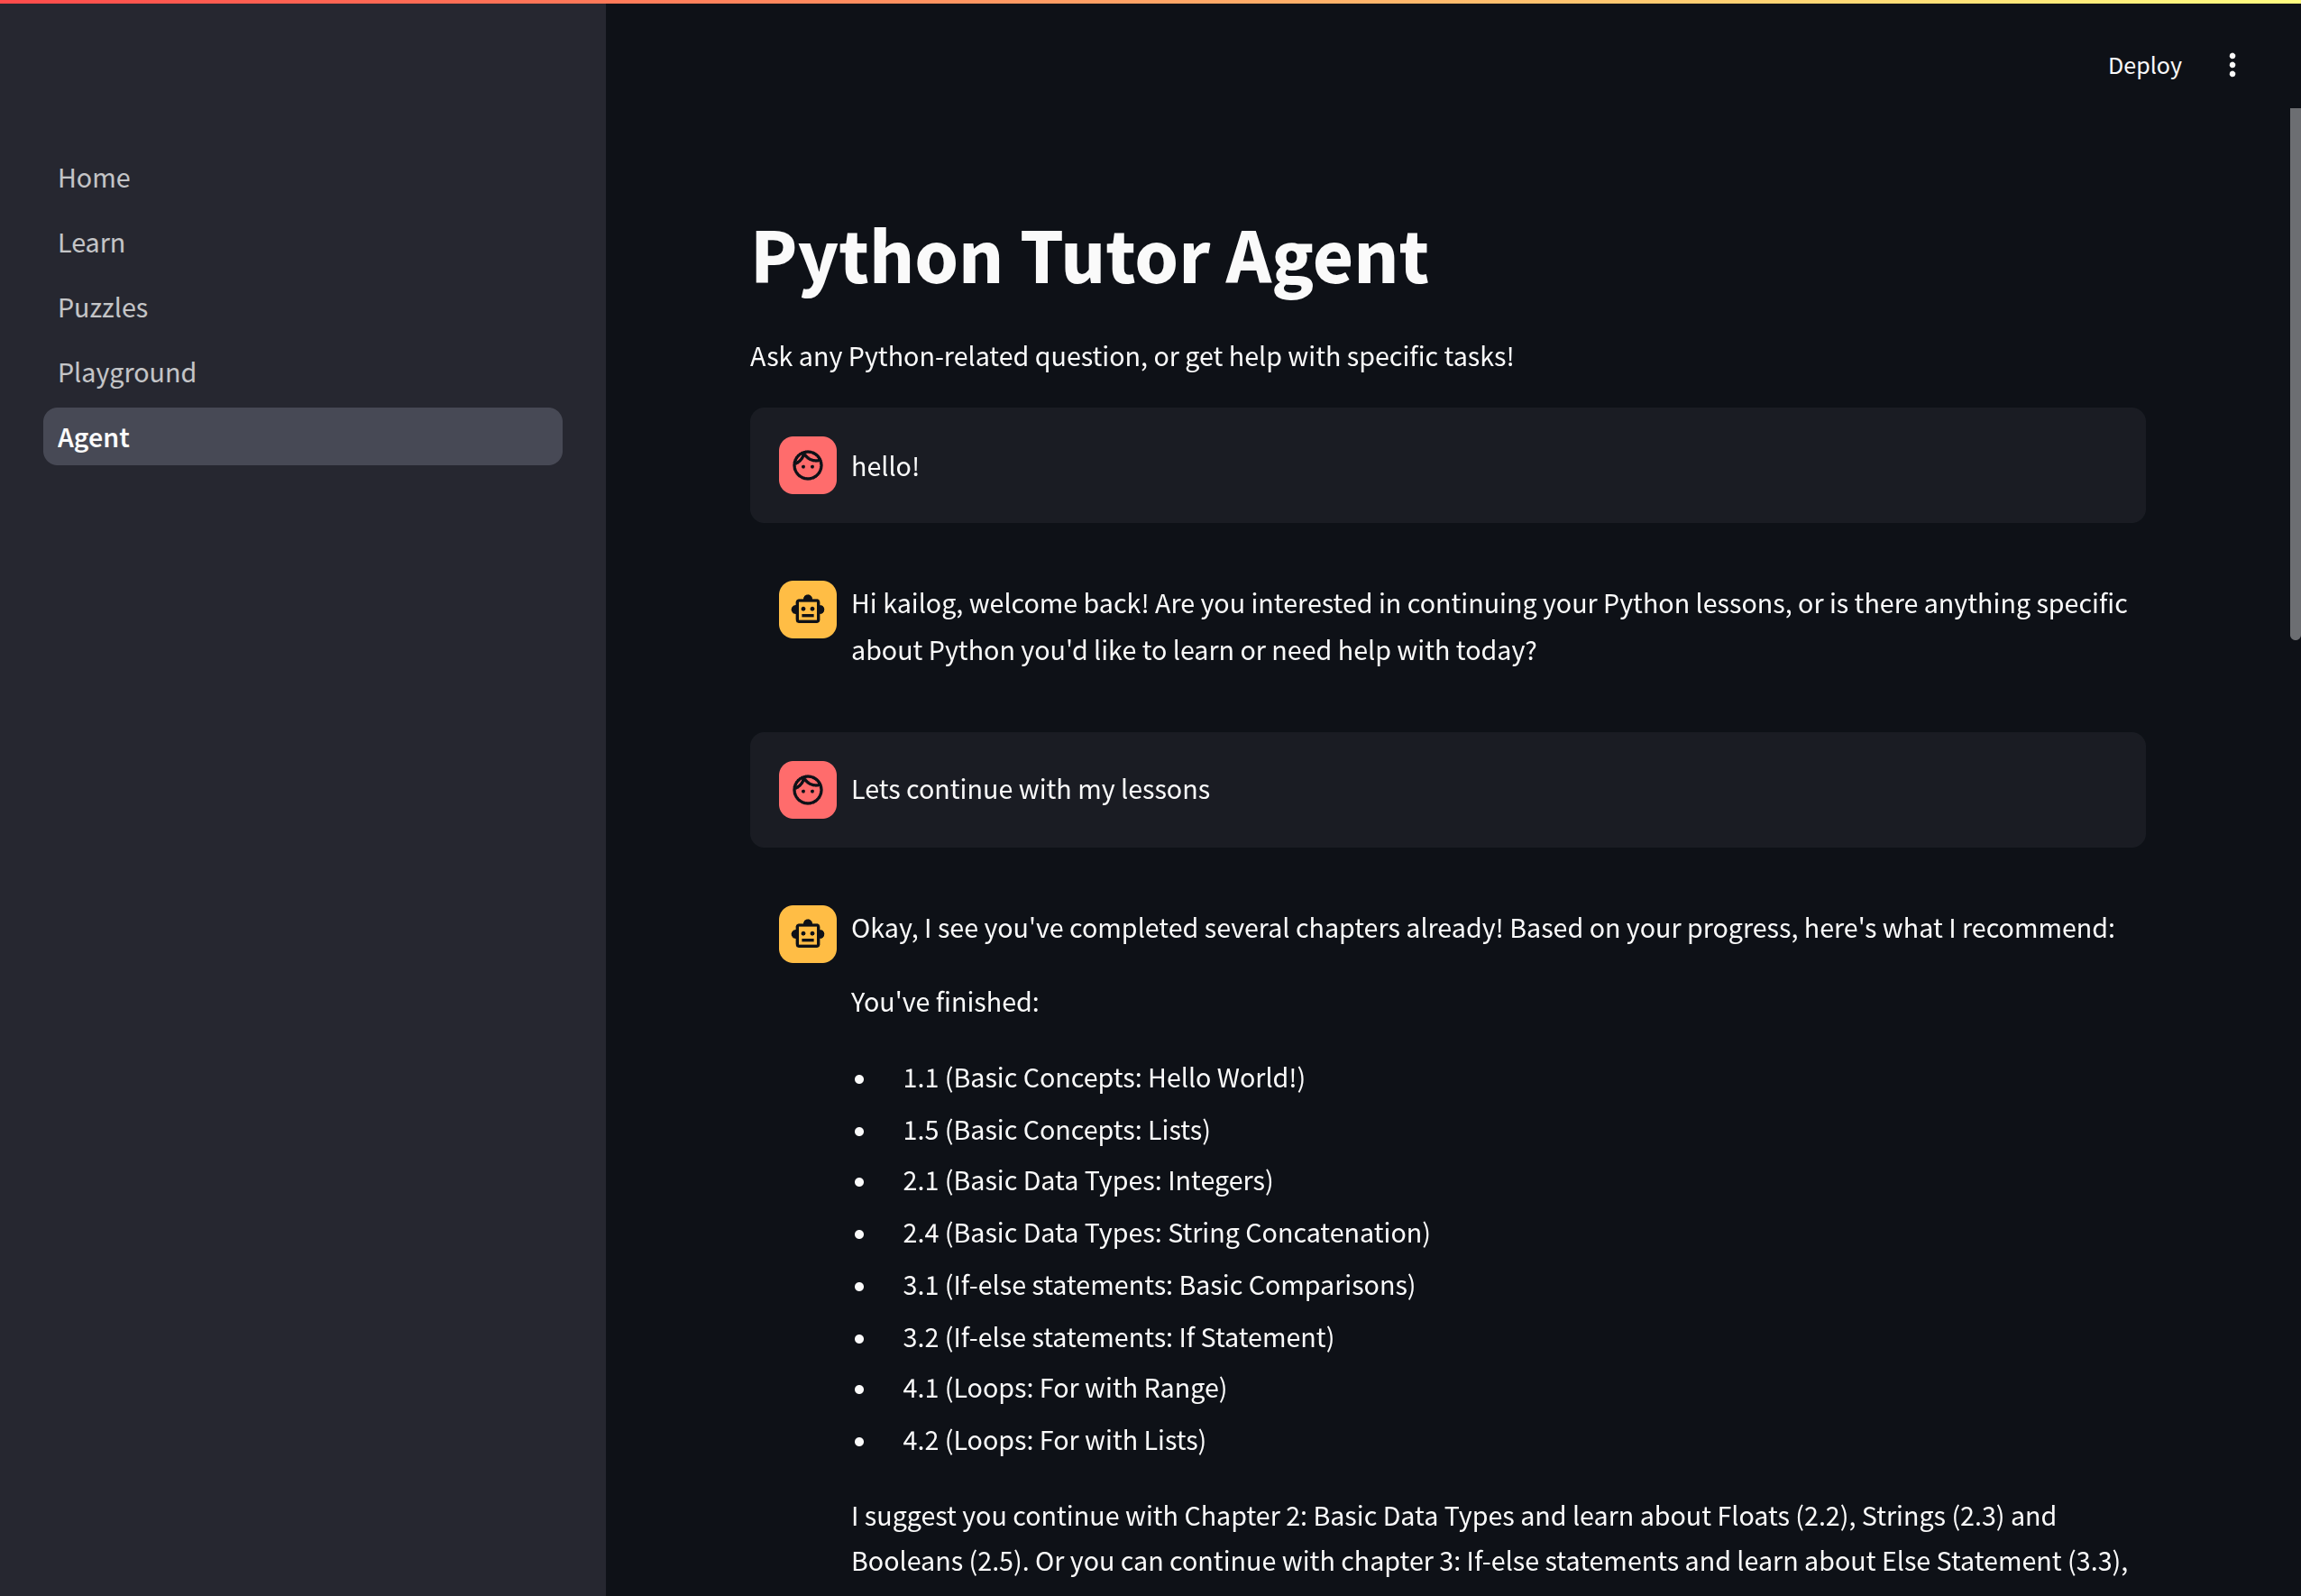 Deploy
Home
Learn
Puzzles
Playground
Agent
Python Tutor Agent
Ask any Python-related question, or get help with specific tasks!
hello!
Hi kailog, welcome back! Are you interested in continuing your Python lessons, or is there anything specific
about Python you'd like to learn or need help with today?
Lets continue with my lessons
Okay, I see you've completed several chapters already! Based on your progress, here's what I recommend:
You've finished:
• 1.1 (Basic Concepts: Hello World!)
• 1.5 (Basic Concepts: Lists)
• 2.1 (Basic Data Types: Integers)
• 2.4 (Basic Data Types: String Concatenation)
• 3.1 (If-else statements: Basic Comparisons)
• 3.2 (If-else statements: If Statement)
• 4.1 (Loops: For with Range)
• 4.2 (Loops: For with Lists)
I suggest you continue with Chapter 2: Basic Data Types and learn about Floats (2.2), Strings (2.3) and
Booleans (2.5). Or you can continue with chapter 3: If-else statements and learn about Else Statement (3.3),